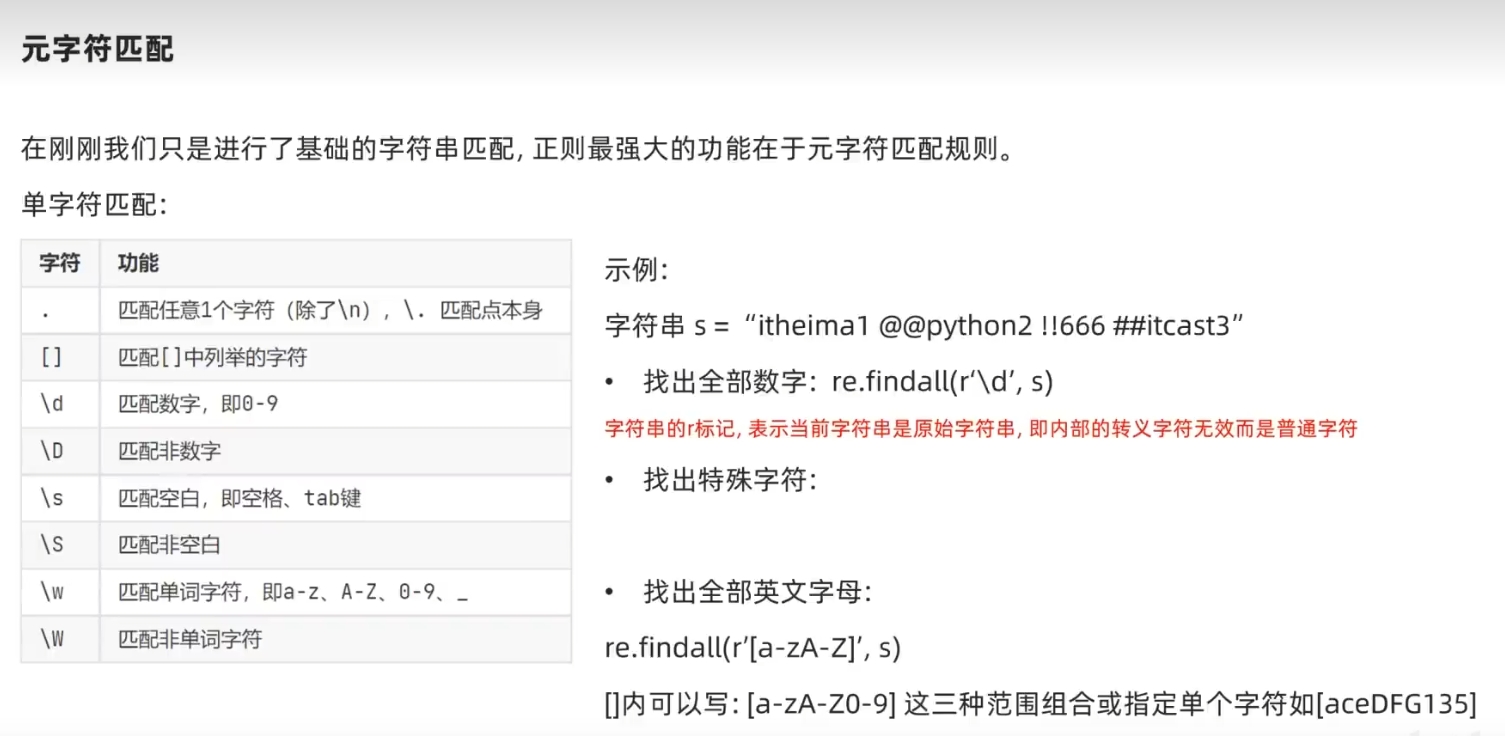 元字符匹配
在刚刚我们只是进行了基础的字符串匹配, 正则最强大的功能在于元字符匹配规则。
单字符匹配:
字符 功能
. 匹配任意1个字符（除了\n），\. 匹配点本身
[] 匹配[]中列举的字符
\d 匹配数字，即0-9
\D 匹配非数字
\s 匹配空白，即空格、tab键
\S 匹配非空白
\w 匹配单词字符，即a-z、A-Z、0-9、_
\W 匹配非单词字符
示例:
字符串 s = “itheima1 @@python2 !!666 ##itcast3”
• 找出全部数字: re.findall(r‘\d’, s)
字符串的r标记, 表示当前字符串是原始字符串, 即内部的转义字符无效而是普通字符
• 找出特殊字符:
• 找出全部英文字母:
re.findall(r’[a-zA-Z]’, s)
[]内可以写: [a-zA-Z0-9] 这三种范围组合或指定单个字符如[aceDFG135]